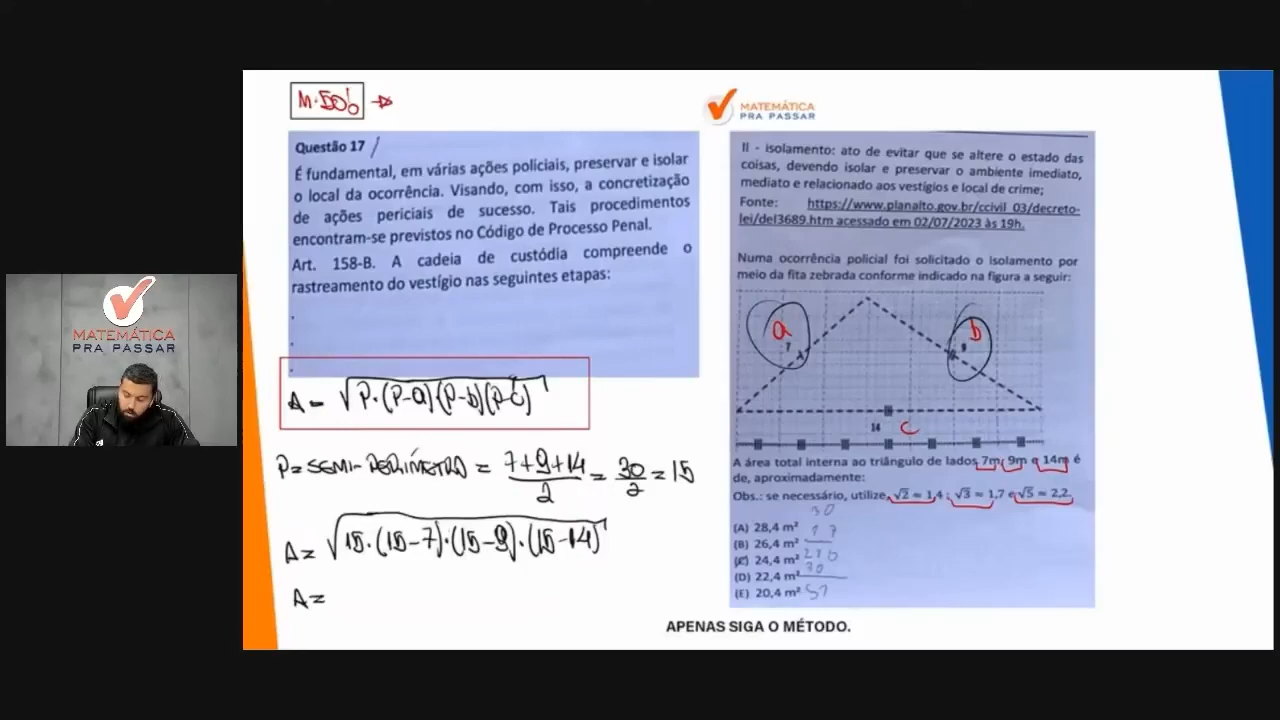 M.50%
MATEMÁTICA
PRA PASSAR
Questão 17
É fundamental, em várias ações policiais, preservar e isolar
o local da ocorrência. Visando, com isso, a concretização
de ações periciais de sucesso. Tais procedimentos
encontram-se previstos no Código de Processo Penal.
Art. 158-B. A cadeia de custódia compreende o
rastreamento do vestígio nas seguintes etapas:
.
.
.
A = √P.(P-a)(P-b)(P-c)
P = SEMI-PERÍMETRO = 7+9+14/2 = 30/2 = 15
A = √15.(15-7).(15-9).(15-14)
A =
II - isolamento: ato de evitar que se altere o estado das
coisas, devendo isolar e preservar o ambiente imediato,
mediato e relacionado aos vestígios e local de crime;
Fonte: https://www.planalto.gov.br/ccivil_03/decreto-
lei/del3689.htm acessado em 02/07/2023 às 19h.
Numa ocorrência policial foi solicitado o isolamento por
meio da fita zebrada conforme indicado na figura a seguir:
a
b
7
9
14 c
A área total interna ao triângulo de lados 7m, 9m e 14m é
de, aproximadamente:
Obs.: se necessário, utilize √2 = 1,4 ; √3 = 1,7 e √5 = 2,2.
(A) 28,4 m²
(B) 26,4 m²
(C) 24,4 m²
(D) 22,4 m²
(E) 20,4 m²
30
17
210
30
51
APENAS SIGA O MÉTODO.
MATEMÁTICA
PRA PASSAR